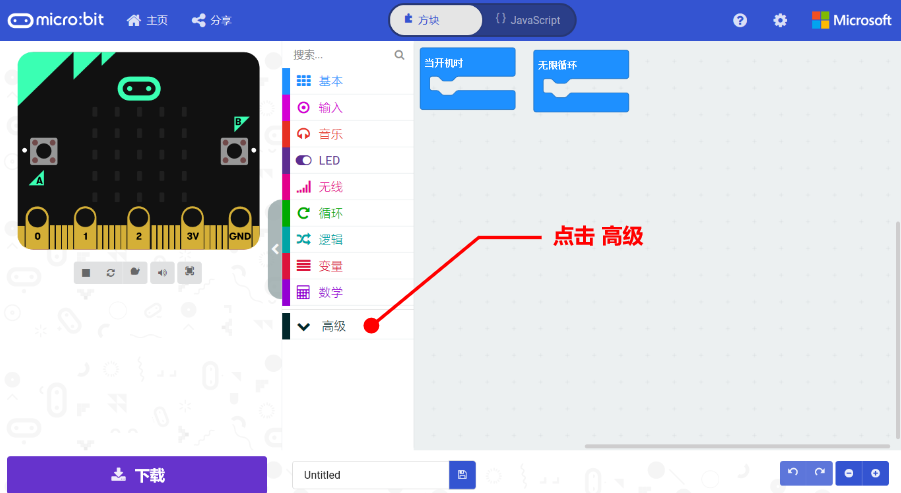 micro:bit 主页 分享 方块 {} JavaScript ? Microsoft
搜索...
基本
输入
音乐
LED
无线
循环
逻辑
变量
数学
高级
当开机时
无限循环
B
A
0 1 2 3V GND
点击 高级
下载
Untitled